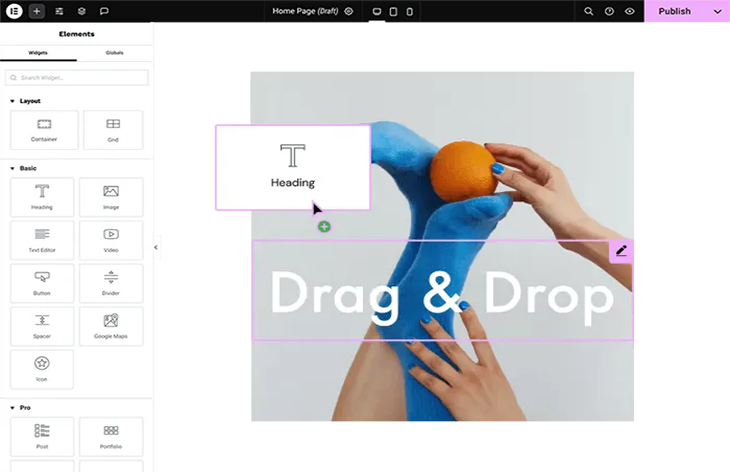 Home Page (Draft)
Publish
Elements
Widgets
Globals
Search Widget...
Layout
Container
Grid
Basic
Heading
Image
Text Editor
Video
Button
Divider
Spacer
Google Maps
Icon
Pro
Post
Portfolio
Heading
Drag & Drop